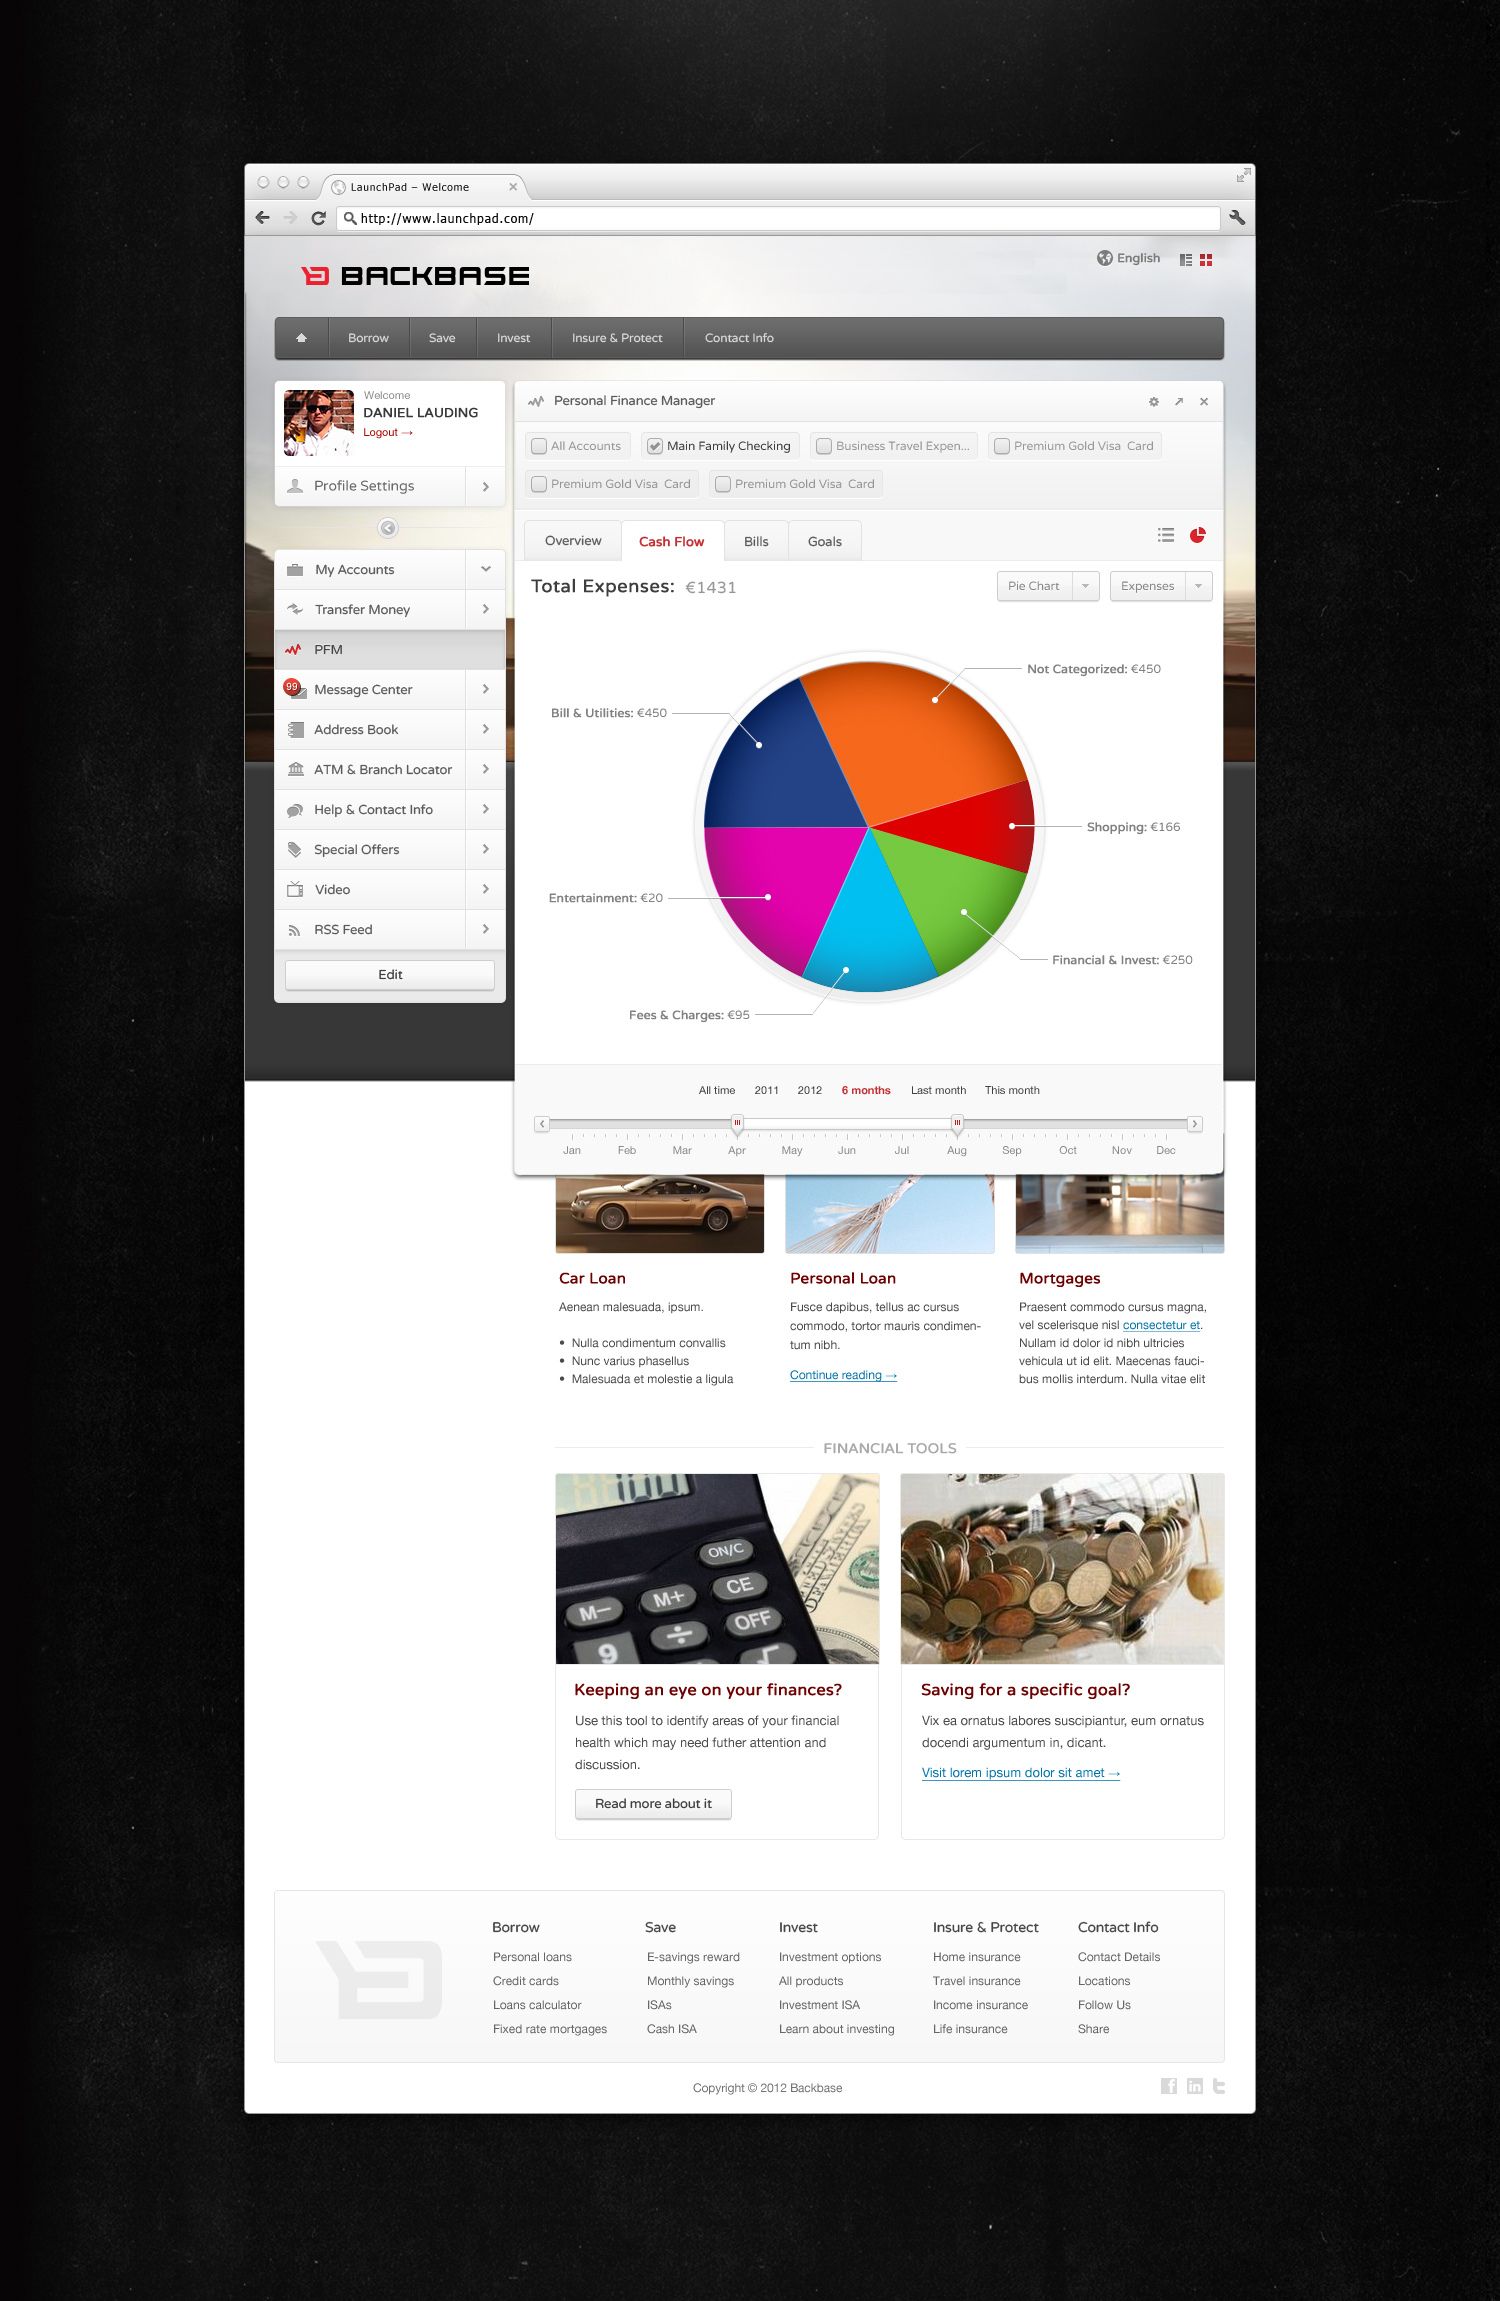 LaunchPad – Welcome
http://www.launchpad.com/
BACKBASE
English
Borrow
Save
Invest
Insure & Protect
Contact Info
Welcome
DANIEL LAUDING
Logout →
Profile Settings
My Accounts
Transfer Money
PFM
99
Message Center
Address Book
ATM & Branch Locator
Help & Contact Info
Special Offers
Video
RSS Feed
Edit
Personal Finance Manager
All Accounts
Main Family Checking
Business Travel Expen...
Premium Gold Visa Card
Premium Gold Visa Card
Premium Gold Visa Card
Overview
Cash Flow
Bills
Goals
Total Expenses: €1431
Pie Chart
Expenses
Not Categorized: €450
Bill & Utilities: €450
Shopping: €166
Entertainment: €20
Financial & Invest: €250
Fees & Charges: €95
All time 2011 2012 6 months Last month This month
Jan Feb Mar Apr May Jun Jul Aug Sep Oct Nov Dec
Car Loan
Aenean malesuada, ipsum.
• Nulla condimentum convallis
• Nunc varius phasellus
• Malesuada et molestie a ligula
Personal Loan
Fusce dapibus, tellus ac cursus
commodo, tortor mauris condimen-
tum nibh.
Continue reading →
Mortgages
Praesent commodo cursus magna,
vel scelerisque nisl consectetur et.
Nullam id dolor id nibh ultricies
vehicula ut id elit. Maecenas fauci-
bus mollis interdum. Nulla vitae elit
FINANCIAL TOOLS
100
ON/C
M− M+ CE
9 ÷ OFF
√
Keeping an eye on your finances?
Use this tool to identify areas of your financial
health which may need futher attention and
discussion.
Read more about it
Saving for a specific goal?
Vix ea ornatus labores suscipiantur, eum ornatus
docendi argumentum in, dicant.
Visit lorem ipsum dolor sit amet →
Borrow
Personal loans
Credit cards
Loans calculator
Fixed rate mortgages
Save
E-savings reward
Monthly savings
ISAs
Cash ISA
Invest
Investment options
All products
Investment ISA
Learn about investing
Insure & Protect
Home insurance
Travel insurance
Income insurance
Life insurance
Contact Info
Contact Details
Locations
Follow Us
Share
Copyright © 2012 Backbase